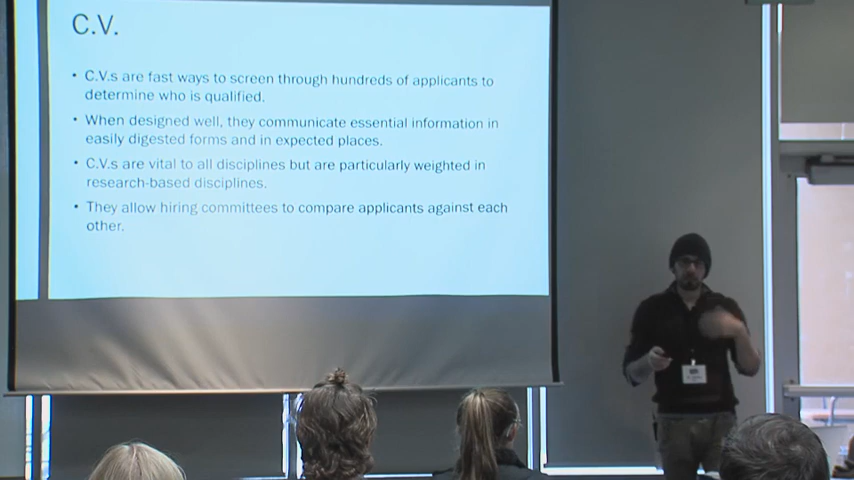 C.V.
• C.V.s are fast ways to screen through hundreds of applicants to
determine who is qualified.
• When designed well, they communicate essential information in
easily digested forms and in expected places.
• C.V.s are vital to all disciplines but are particularly weighted in
research-based disciplines.
• They allow hiring committees to compare applicants against each
other.